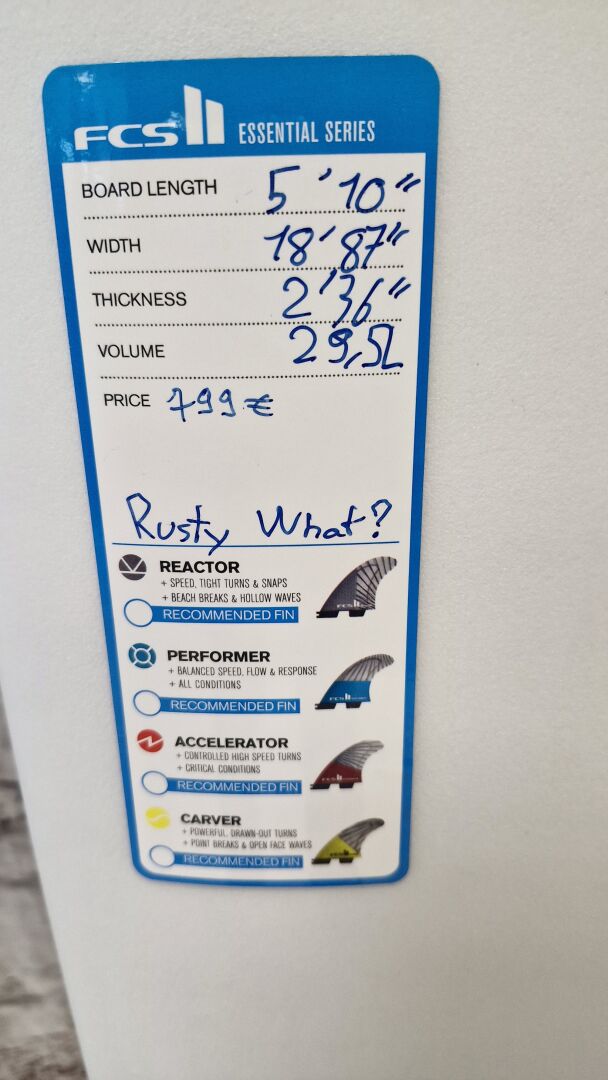 FCS II ESSENTIAL SERIES
BOARD LENGTH 5'10"
WIDTH 18'87"
THICKNESS 2'36"
VOLUME 29,5L
PRICE 799€
Rusty What?
REACTOR
+ SPEED, TIGHT TURNS & SNAPS
+ BEACH BREAKS & HOLLOW WAVES
RECOMMENDED FIN
PERFORMER
+ BALANCED SPEED, FLOW & RESPONSE
+ ALL CONDITIONS
RECOMMENDED FIN
ACCELERATOR
+ CONTROLLED HIGH SPEED TURNS
+ CRITICAL CONDITIONS
RECOMMENDED FIN
CARVER
+ POWERFUL, DRAWN-OUT TURNS
+ POINT BREAKS & OPEN FACE WAVES
RECOMMENDED FIN